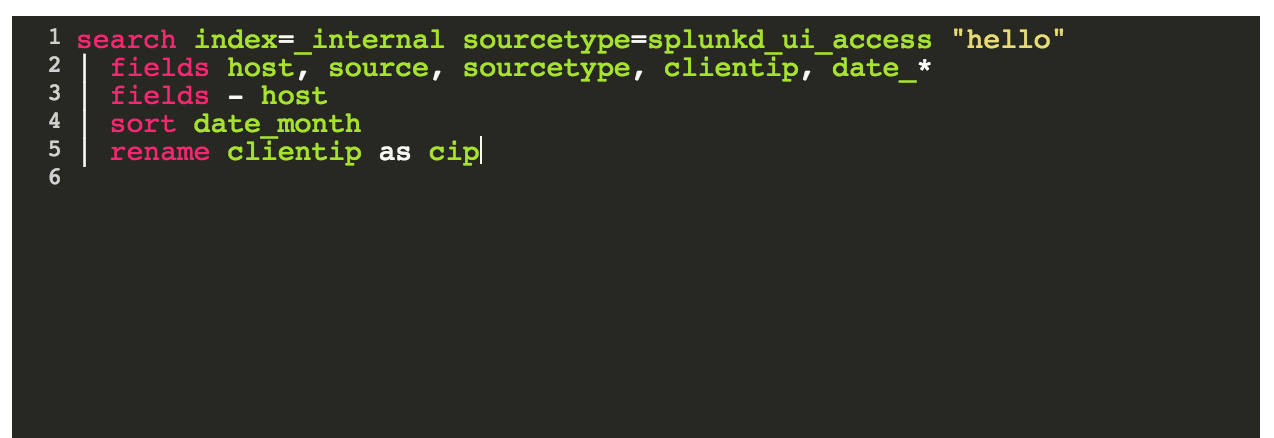 1 search index=_internal sourcetype=splunkd_ui_access "hello"
2 | fields host, source, sourcetype, clientip, date_*
3 | fields - host
4 | sort date_month
5 | rename clientip as cip
6